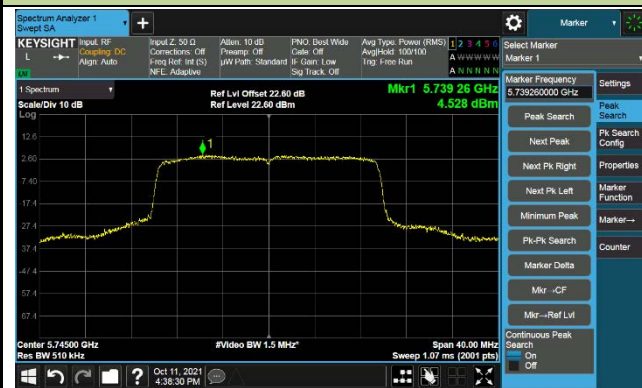 Spectrum Analyzer 1
Swept SA
+
Marker
KEYSIGHT
L
Input: RF
Coupling: DC
Align: Auto
Input Z: 50 Ω
Corrections: Off
Freq Ref: Int (S)
NFE: Adaptive
Atten: 10 dB
Preamp: Off
µW Path: Standard
PNO: Best Wide
Gate: Off
IF Gain: Low
Sig Track: Off
Avg Type: Power (RMS)
Avg|Hold: 100/100
Trig: Free Run
1 2 3 4 5 6
A W W W W W
A N N N N N
Select Marker
Marker 1
1 Spectrum
Scale/Div 10 dB
Log
Ref Lvl Offset 22.60 dB
Ref Level 22.60 dBm
Mkr1 5.739 26 GHz
4.528 dBm
1
12.6
2.60
-7.40
-17.4
-27.4
-37.4
-47.4
-57.4
-67.4
Center 5.74500 GHz
Res BW 510 kHz
#Video BW 1.5 MHz*
Span 40.00 MHz
Sweep 1.07 ms (2001 pts)
Marker Frequency
5.739260000 GHz
Peak Search
Next Peak
Next Pk Right
Next Pk Left
Minimum Peak
Pk-Pk Search
Marker Delta
Mkr→CF
Mkr→Ref Lvl
Continuous Peak
Search
On
Off
Settings
Peak
Search
Pk Search
Config
Properties
Marker
Function
Marker→
Counter
?
Oct 11, 2021
4:38:30 PM